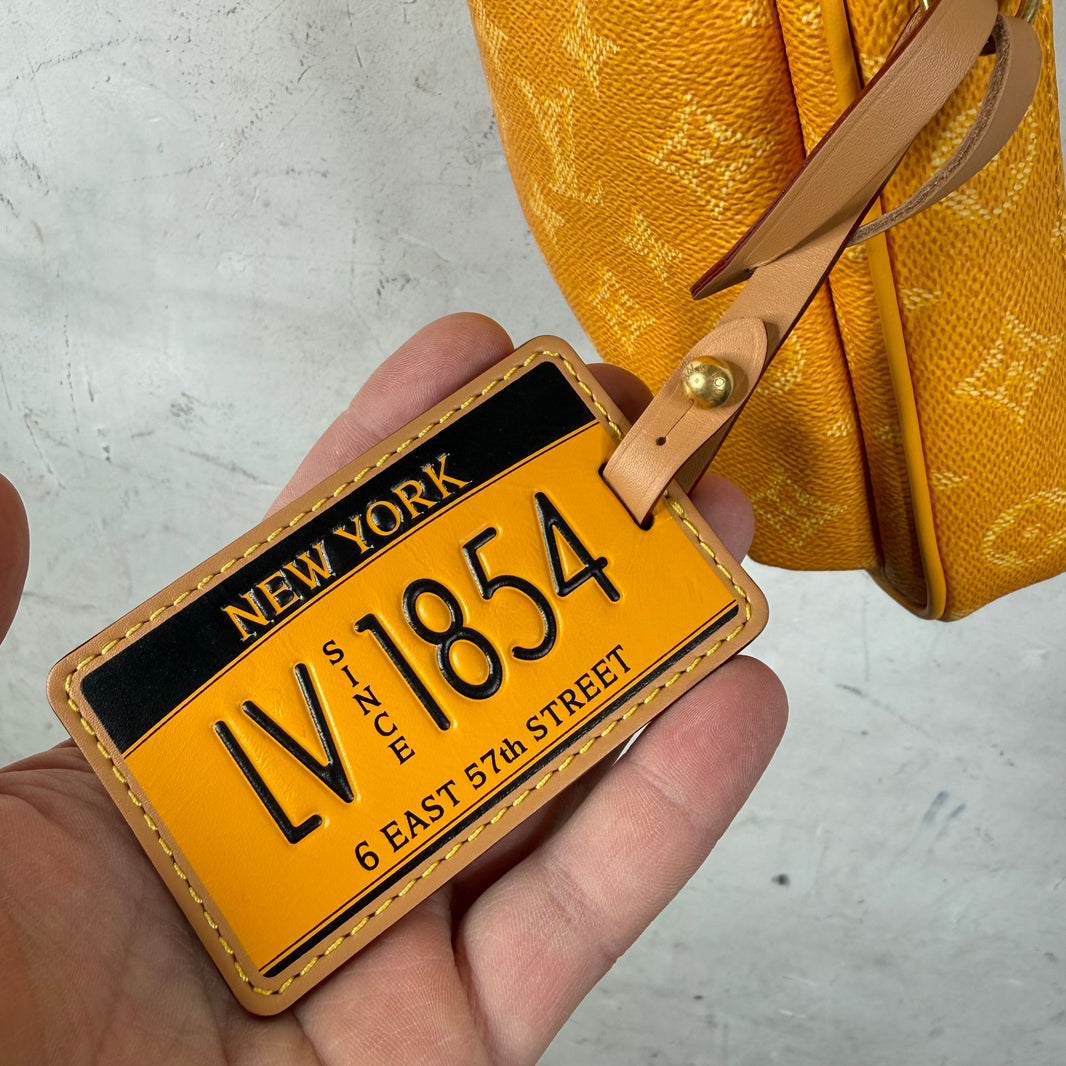 NEW YORK
LV SINCE 1854
6 EAST 57th STREET